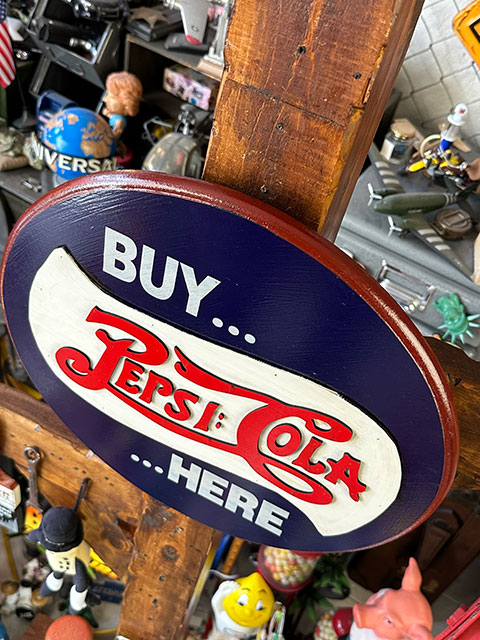 UNIVERSAL
BUY...
PEPSI:COLA
...HERE